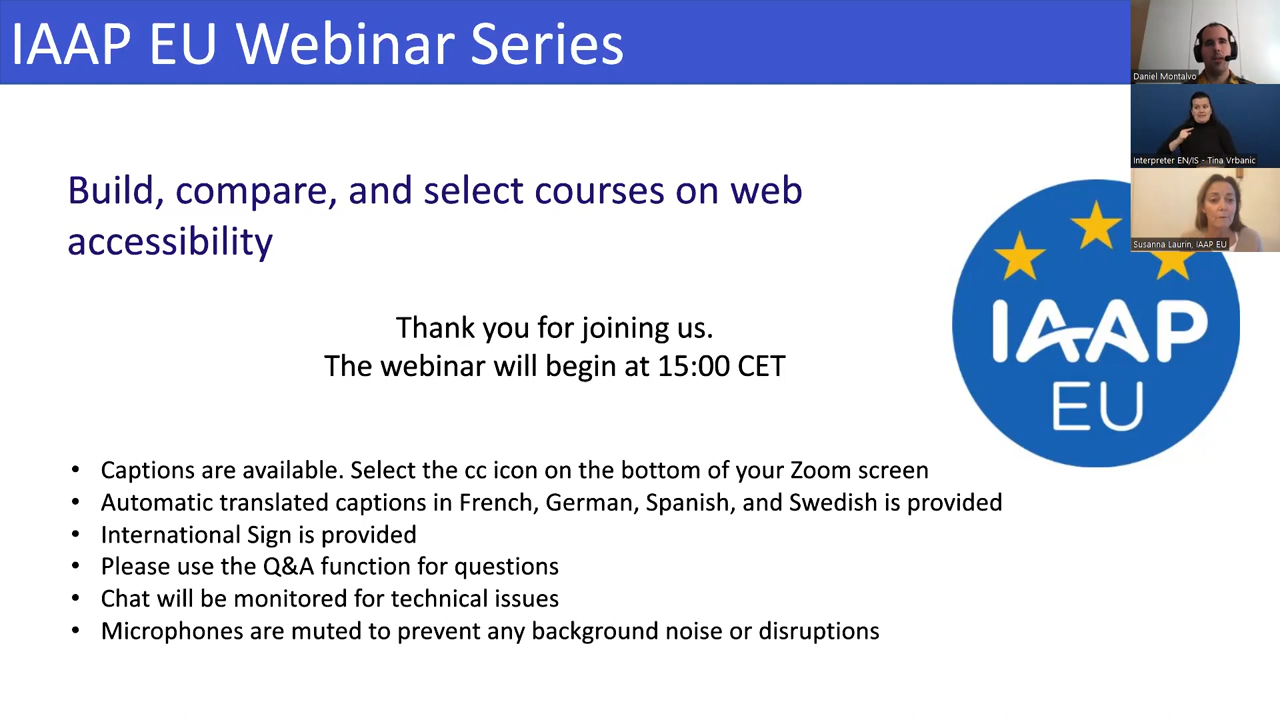 IAAP EU Webinar Series
Daniel Montalvo
Interpreter EN/IS - Tina Vrbanic
Susanna Laurin, IAAP EU
Build, compare, and select courses on web
accessibility
IAAP
EU
Thank you for joining us.
The webinar will begin at 15:00 CET
• Captions are available. Select the cc icon on the bottom of your Zoom screen
• Automatic translated captions in French, German, Spanish, and Swedish is provided
• International Sign is provided
• Please use the Q&A function for questions
• Chat will be monitored for technical issues
• Microphones are muted to prevent any background noise or disruptions